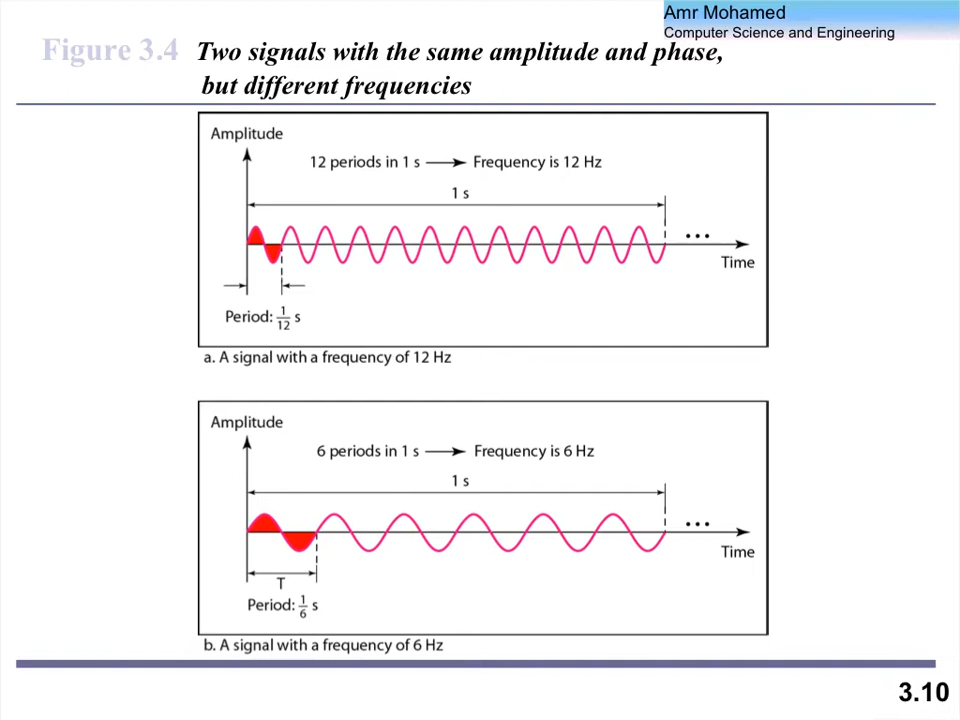 Amr Mohamed
Computer Science and Engineering
Figure 3.4 Two signals with the same amplitude and phase,
but different frequencies
Amplitude
12 periods in 1 s → Frequency is 12 Hz
1 s
...
Time
Period: 1/12 s
a. A signal with a frequency of 12 Hz
Amplitude
6 periods in 1 s → Frequency is 6 Hz
1 s
...
Time
T
Period: 1/6 s
b. A signal with a frequency of 6 Hz
3.10